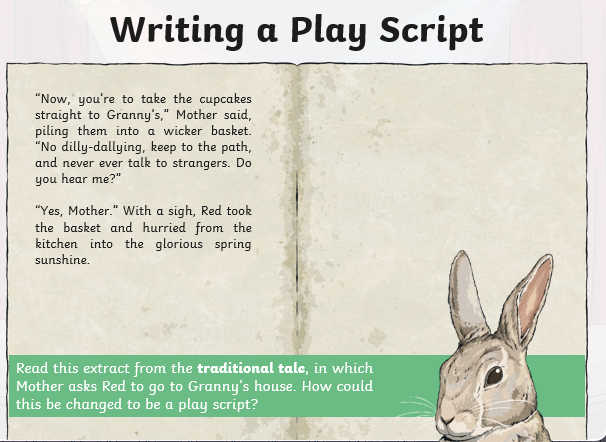 Writing a Play Script
“Now, you’re to take the cupcakes
straight to Granny’s,” Mother said,
piling them into a wicker basket.
“No dilly-dallying, keep to the path,
and never ever talk to strangers. Do
you hear me?”
“Yes, Mother.” With a sigh, Red took
the basket and hurried from the
kitchen into the glorious spring
sunshine.
Read this extract from the traditional tale, in which
Mother asks Red to go to Granny’s house. How could
this be changed to be a play script?